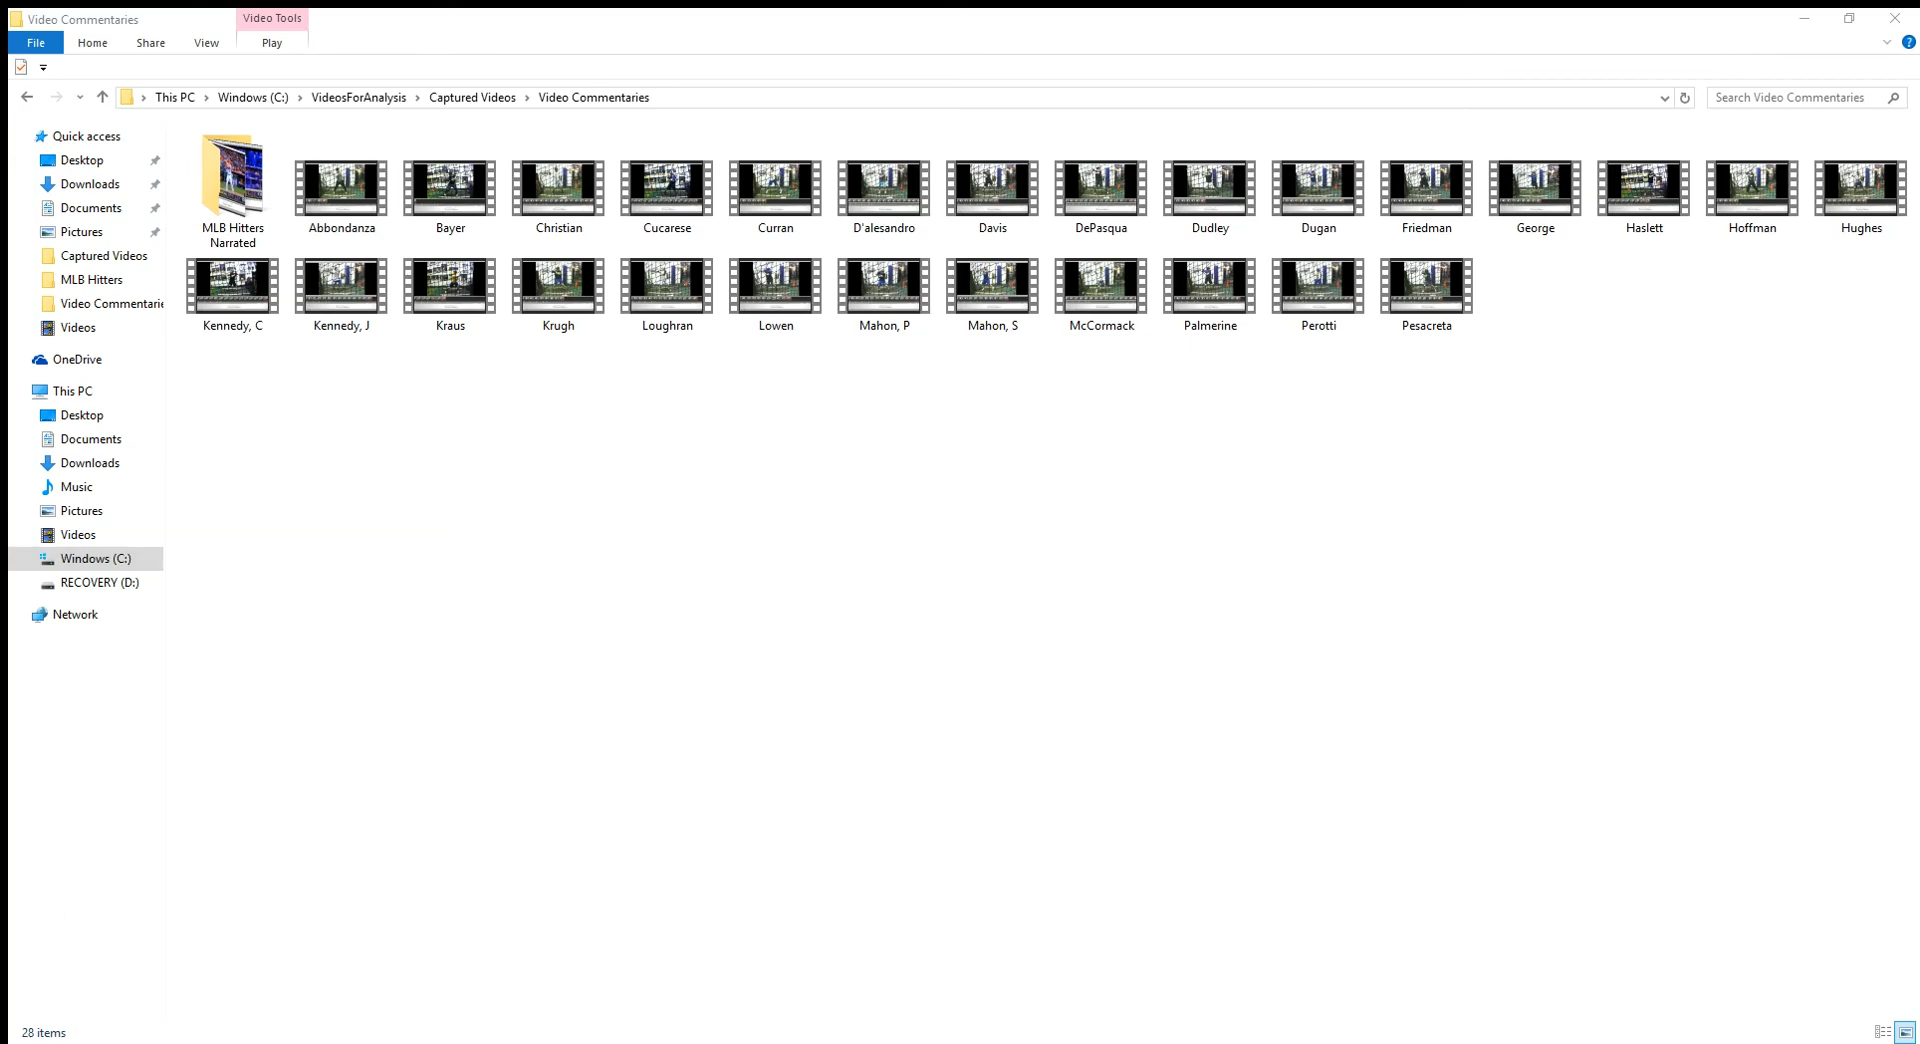 Video Commentaries
Video Tools
File
Home
Share
View
Play
This PC
Windows (C:)
VideosForAnalysis
Captured Videos
Video Commentaries
Search Video Commentaries
Quick access
Desktop
Downloads
Documents
Pictures
Captured Videos
MLB Hitters
Video Commentarie
Videos
OneDrive
This PC
Desktop
Documents
Downloads
Music
Pictures
Videos
Windows (C:)
RECOVERY (D:)
Network
MLB Hitters
Narrated
Abbondanza
Bayer
Christian
Cucarese
Curran
D'alesandro
Davis
DePasqua
Dudley
Dugan
Friedman
George
Haslett
Hoffman
Hughes
Kennedy, C
Kennedy, J
Kraus
Krugh
Loughran
Lowen
Mahon, P
Mahon, S
McCormack
Palmerine
Perotti
Pesacreta
28 items